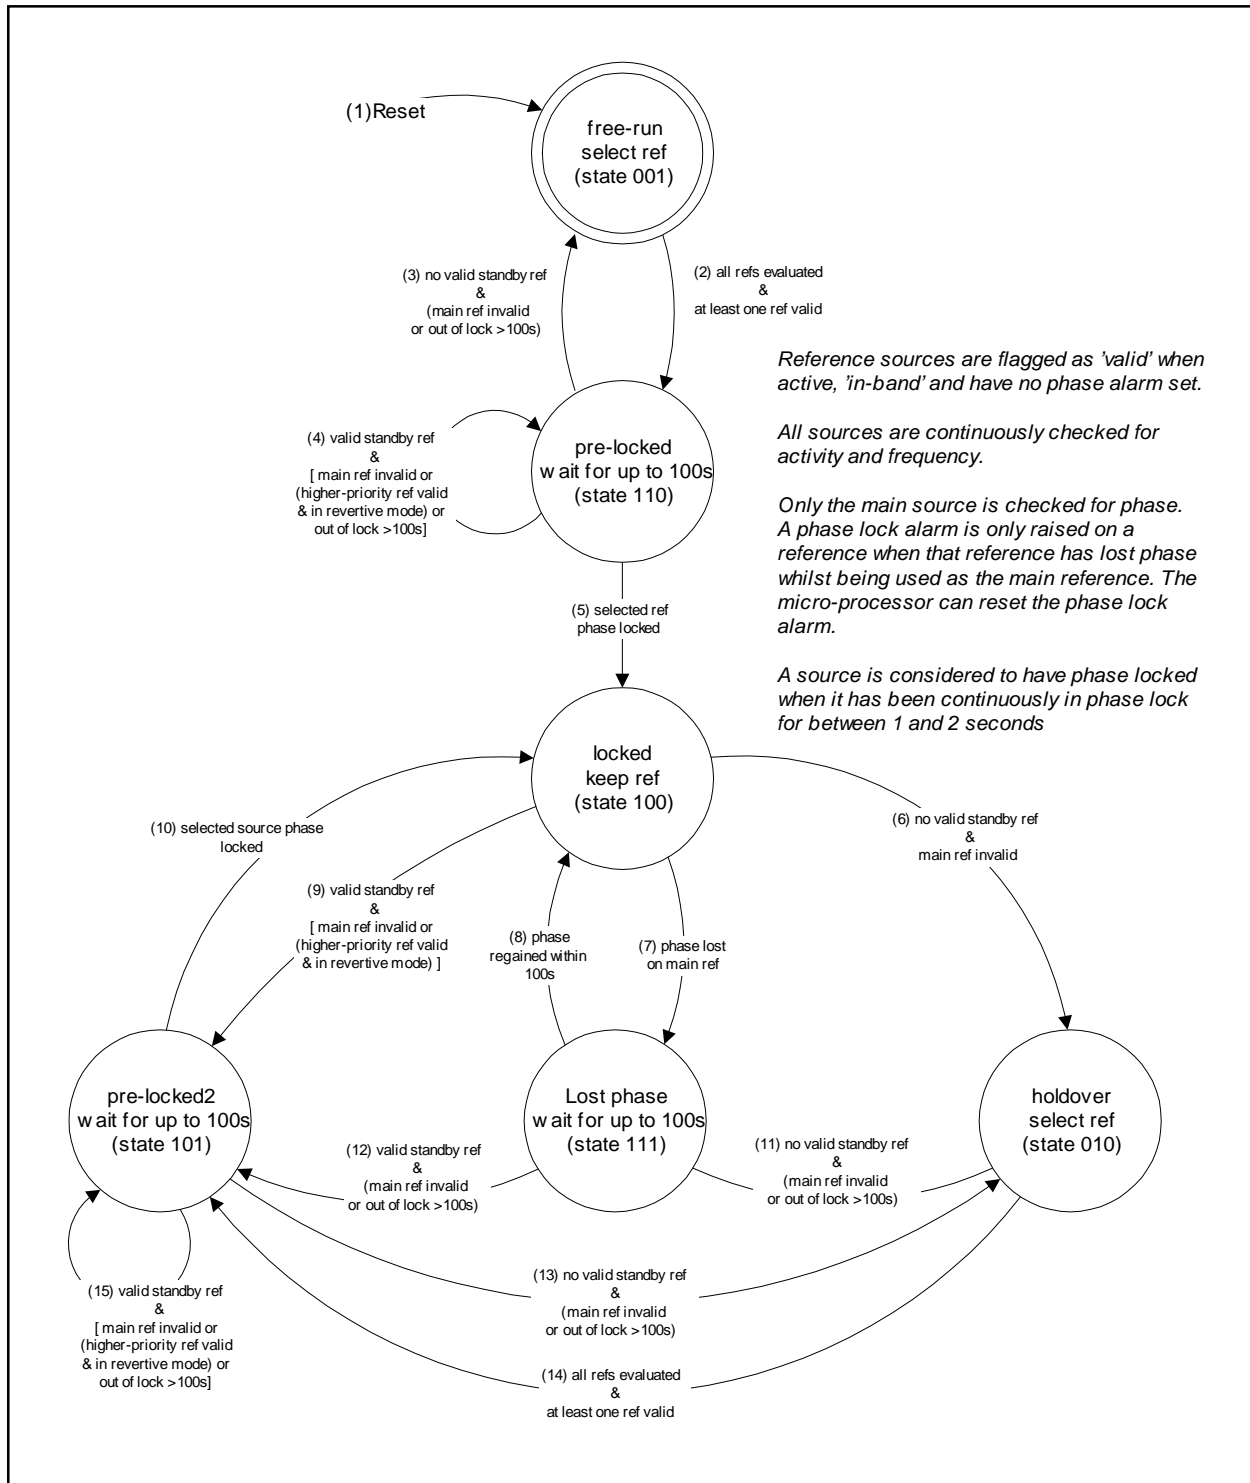 (1)Reset
free-run
select ref
(state 001)
(3) no valid standby ref
&
(main ref invalid
or out of lock >100s)
(2) all refs evaluated
&
at least one ref valid
Reference sources are flagged as 'valid' when
active, 'in-band' and have no phase alarm set.
All sources are continuously checked for
activity and frequency.
Only the main source is checked for phase.
A phase lock alarm is only raised on a
reference when that reference has lost phase
whilst being used as the main reference. The
micro-processor can reset the phase lock
alarm.
A source is considered to have phase locked
when it has been continuously in phase lock
for between 1 and 2 seconds
(4) valid standby ref
&
[ main ref invalid or
(higher-priority ref valid
& in revertive mode) or
out of lock >100s]
pre-locked
wait for up to 100s
(state 110)
(5) selected ref
phase locked
locked
keep ref
(state 100)
(10) selected source phase
locked
(6) no valid standby ref
&
main ref invalid
(9) valid standby ref
&
[ main ref invalid or
(higher-priority ref valid
& in revertive mode) ]
(8) phase
regained within
100s
(7) phase lost
on main ref
pre-locked2
wait for up to 100s
(state 101)
Lost phase
wait for up to 100s
(state 111)
holdover
select ref
(state 010)
(12) valid standby ref
&
(main ref invalid
or out of lock >100s)
(11) no valid standby ref
&
(main ref invalid
or out of lock >100s)
(15) valid standby ref
&
[ main ref invalid or
(higher-priority ref valid
& in revertive mode) or
out of lock >100s]
(13) no valid standby ref
&
(main ref invalid
or out of lock >100s)
(14) all refs evaluated
&
at least one ref valid